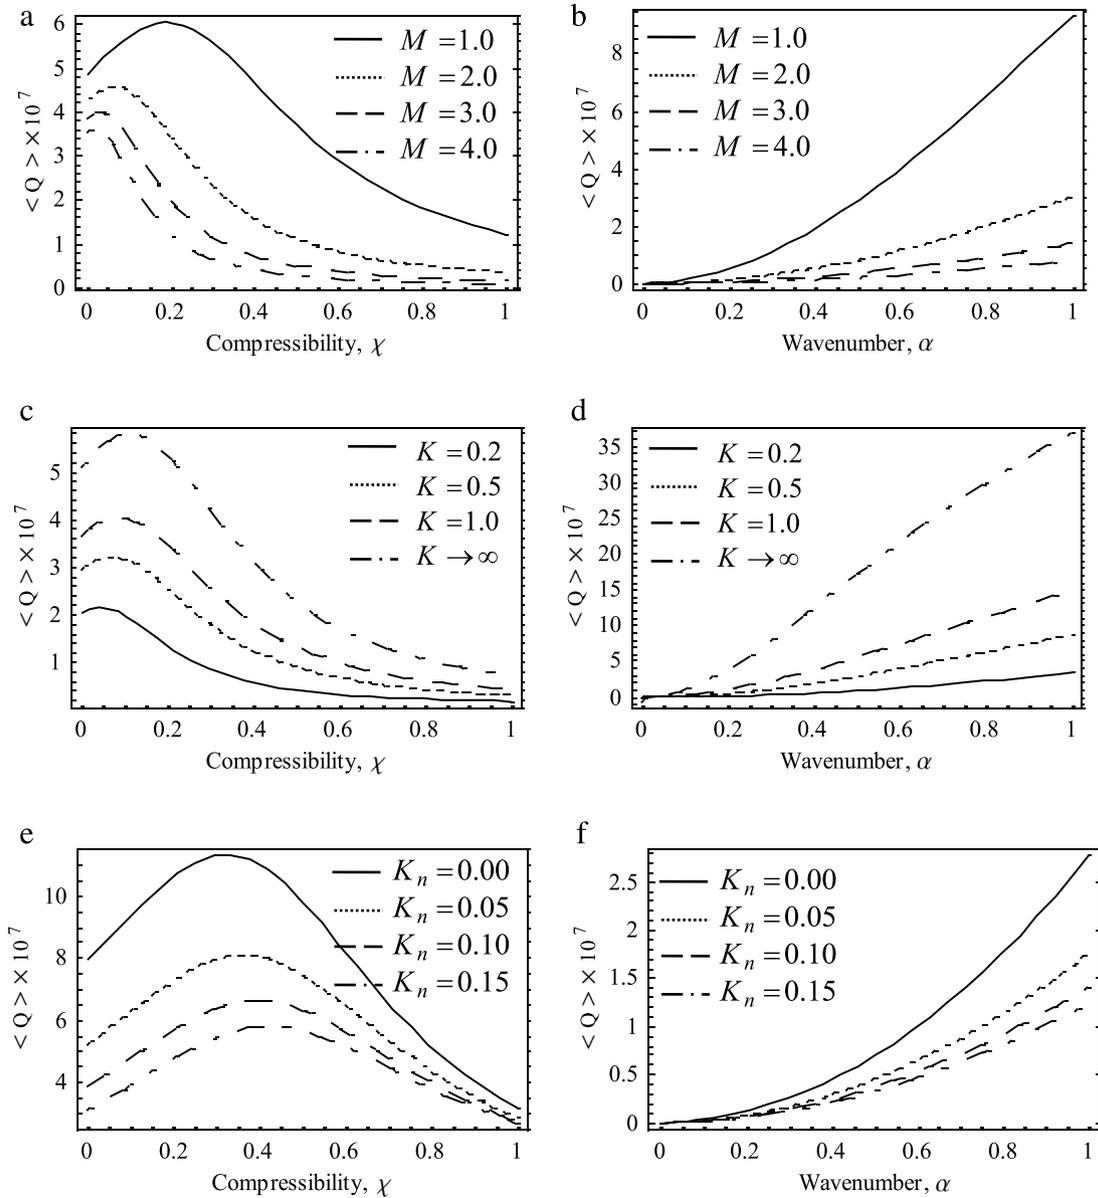 a
< Q > × 10^7
6
5
4
3
2
1
0
M = 1.0
M = 2.0
M = 3.0
M = 4.0
0 0.2 0.4 0.6 0.8 1
Compressibility, χ
b
< Q > × 10^7
8
6
4
2
0
M = 1.0
M = 2.0
M = 3.0
M = 4.0
0 0.2 0.4 0.6 0.8 1
Wavenumber, α
c
< Q > × 10^7
5
4
3
2
1
K = 0.2
K = 0.5
K = 1.0
K → ∞
0 0.2 0.4 0.6 0.8 1
Compressibility, χ
d
< Q > × 10^7
35
30
25
20
15
10
5
0
K = 0.2
K = 0.5
K = 1.0
K → ∞
0 0.2 0.4 0.6 0.8 1
Wavenumber, α
e
< Q > × 10^7
10
8
6
4
K_n = 0.00
K_n = 0.05
K_n = 0.10
K_n = 0.15
0 0.2 0.4 0.6 0.8 1
Compressibility, χ
f
< Q > × 10^7
2.5
2
1.5
1
0.5
0
K_n = 0.00
K_n = 0.05
K_n = 0.10
K_n = 0.15
0 0.2 0.4 0.6 0.8 1
Wavenumber, α